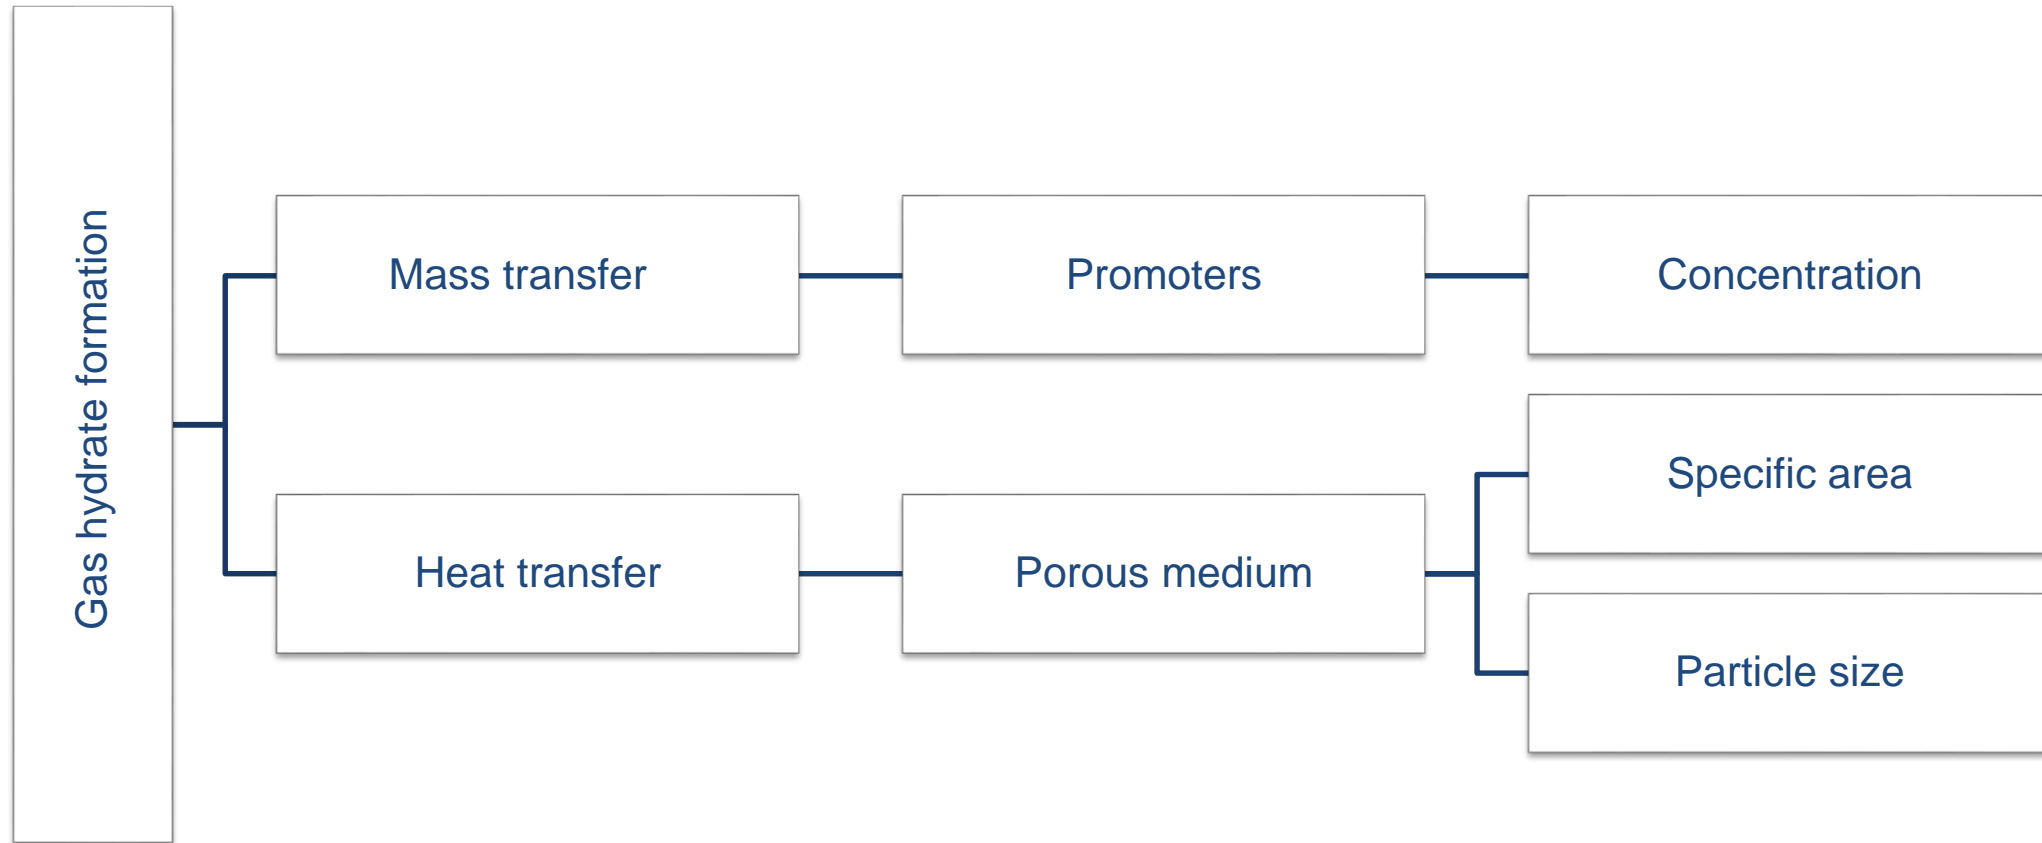 Gas hydrate formation
Mass transfer
Promoters
Concentration
Heat transfer
Porous medium
Specific area
Particle size